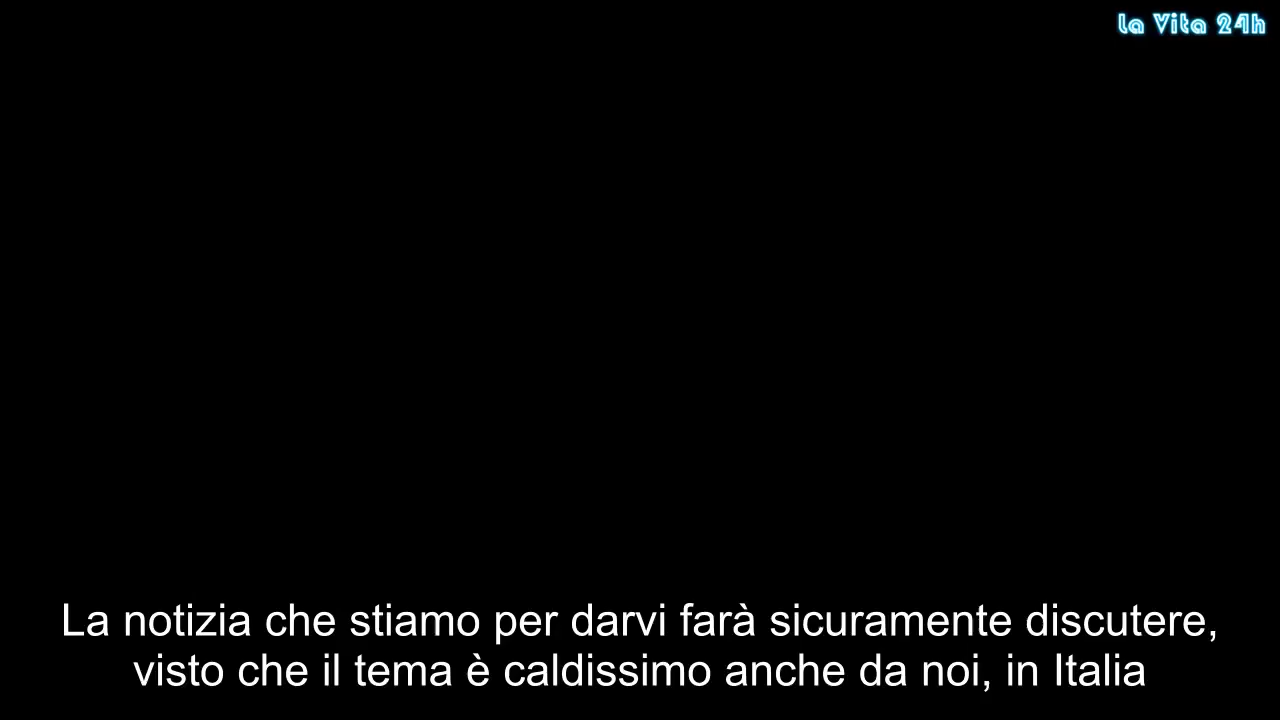 La Vita 24h
La notizia che stiamo per darvi farà sicuramente discutere,
visto che il tema è caldissimo anche da noi, in Italia